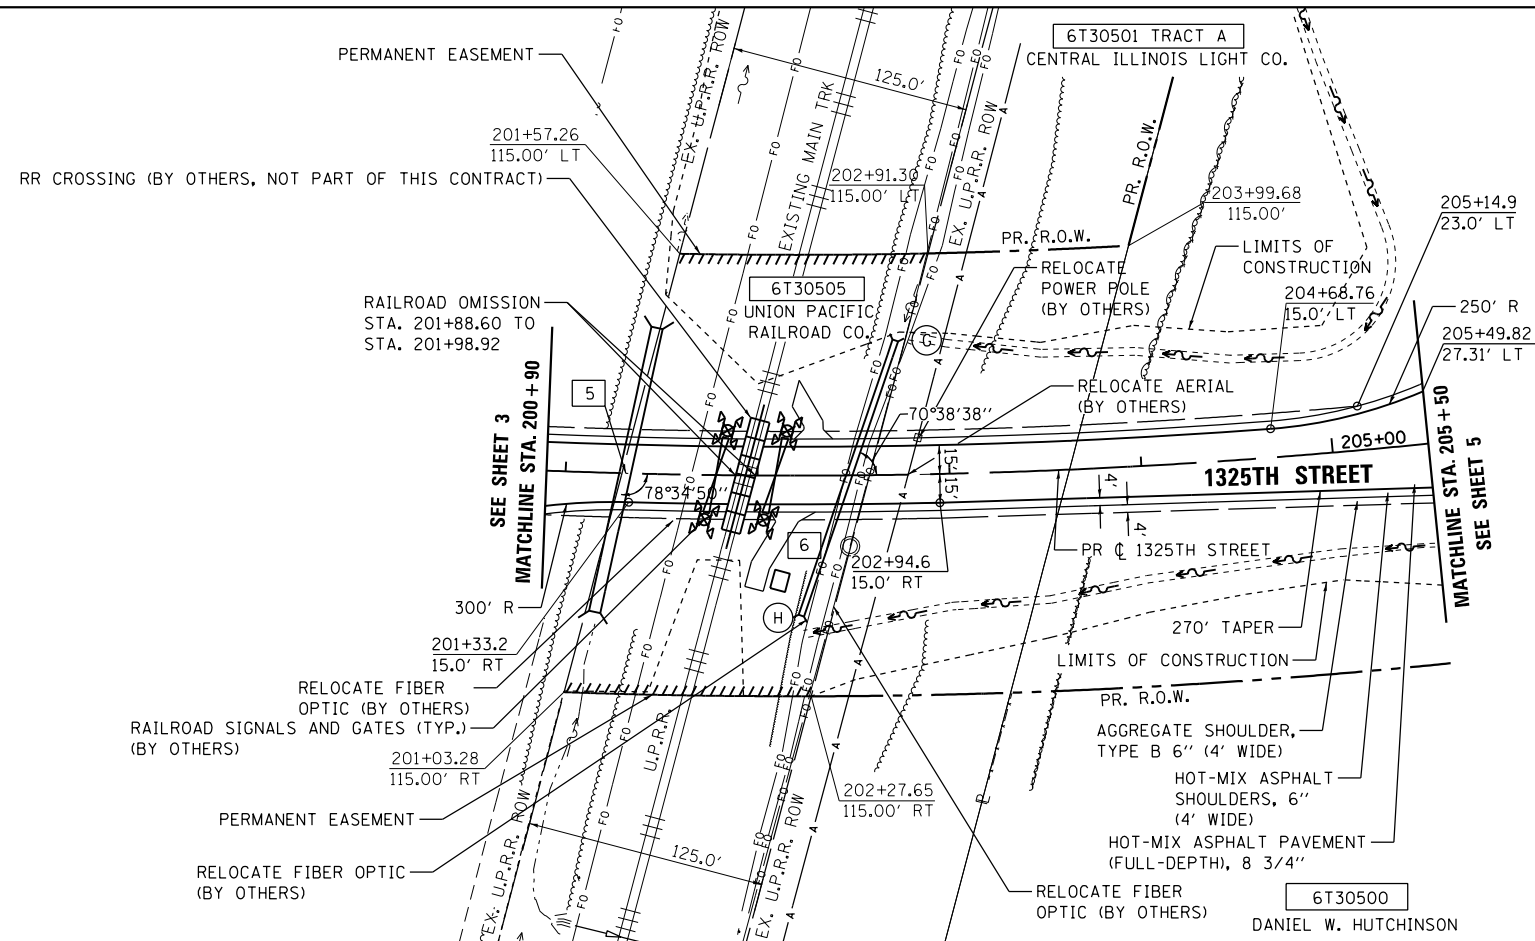 PERMANENT EASEMENT
EX. U.P.R.R. ROW
125.0'
6T30501 TRACT A
CENTRAL ILLINOIS LIGHT CO.
EXISTING MAIN TRK
EX. U.P.R.R. ROW
PR. R.O.W.
201+57.26
115.00' LT
RR CROSSING (BY OTHERS, NOT PART OF THIS CONTRACT)
202+91.30
115.00' LT
203+99.68
115.00'
205+14.9
23.0' LT
PR. R.O.W.
LIMITS OF
CONSTRUCTION
RELOCATE
POWER POLE
(BY OTHERS)
6T30505
UNION PACIFIC
RAILROAD CO.
204+68.76
15.0' LT
250' R
205+49.82
27.31' LT
RAILROAD OMISSION
STA. 201+88.60 TO
STA. 201+98.92
G
5
RELOCATE AERIAL
(BY OTHERS)
70°38'38''
SEE SHEET 3
MATCHLINE STA. 200+90
205+00
1325TH STREET
MATCHLINE STA. 205+50
SEE SHEET 5
78°34'50''
15'
15'
4'
4'
6
202+94.6
15.0' RT
PR ℄ 1325TH STREET
300' R
H
270' TAPER
201+33.2
15.0' RT
LIMITS OF CONSTRUCTION
RELOCATE FIBER
OPTIC (BY OTHERS)
PR. R.O.W.
RAILROAD SIGNALS AND GATES (TYP.)
(BY OTHERS)
U.P.R.R.
AGGREGATE SHOULDER,
TYPE B 6'' (4' WIDE)
201+03.28
115.00' RT
202+27.65
115.00' RT
HOT-MIX ASPHALT
SHOULDERS, 6''
(4' WIDE)
PERMANENT EASEMENT
EX. U.P.R.R. ROW
125.0'
EX. U.P.R.R. ROW
HOT-MIX ASPHALT PAVEMENT
(FULL-DEPTH), 8 3/4''
RELOCATE FIBER OPTIC
(BY OTHERS)
RELOCATE FIBER
OPTIC (BY OTHERS)
6T30500
DANIEL W. HUTCHINSON